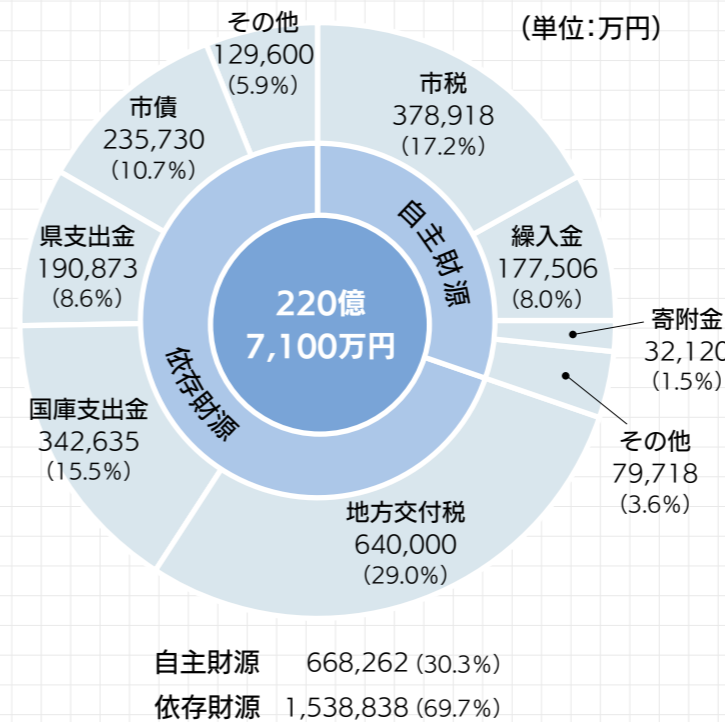 （単位：万円）
その他
129,600
（5.9%）
市税
378,918
（17.2%）
市債
235,730
（10.7%）
自主財源
繰入金
177,506
（8.0%）
県支出金
190,873
（8.6%）
220億
7,100万円
寄附金
32,120
（1.5%）
依存財源
国庫支出金
342,635
（15.5%）
その他
79,718
（3.6%）
地方交付税
640,000
（29.0%）
自主財源 668,262（30.3%）
依存財源 1,538,838（69.7%）